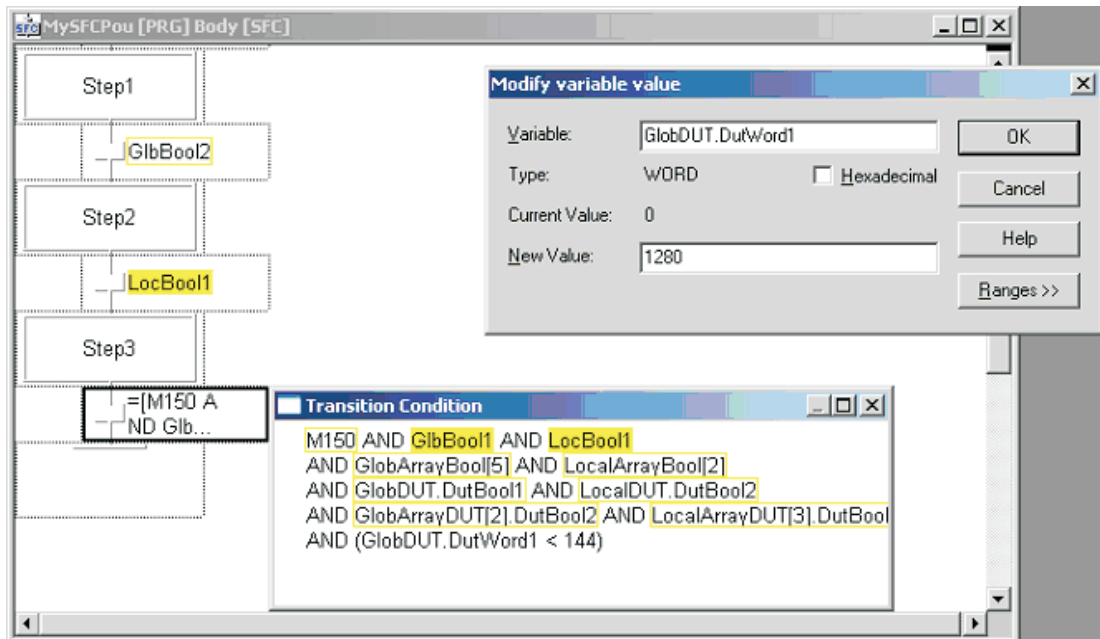 MySFCPou [PRG] Body [SFC]
Step1
GlbBool2
Step2
LocBool1
Step3
=[M150 A
ND Glb...
Modify variable value
Variable: GlobDUT.DutWord1 OK
Type: WORD Hexadecimal
Cancel
Current Value: 0
Help
New Value: 1280
Ranges >>
Transition Condition
M150 AND GlbBool1 AND LocBool1
AND GlobArrayBool[5] AND LocalArrayBool[2]
AND GlobDUT.DutBool1 AND LocalDUT.DutBool2
AND GlobArrayDUT[2].DutBool2 AND LocalArrayDUT[3].DutBool
AND (GlobDUT.DutWord1 < 144)